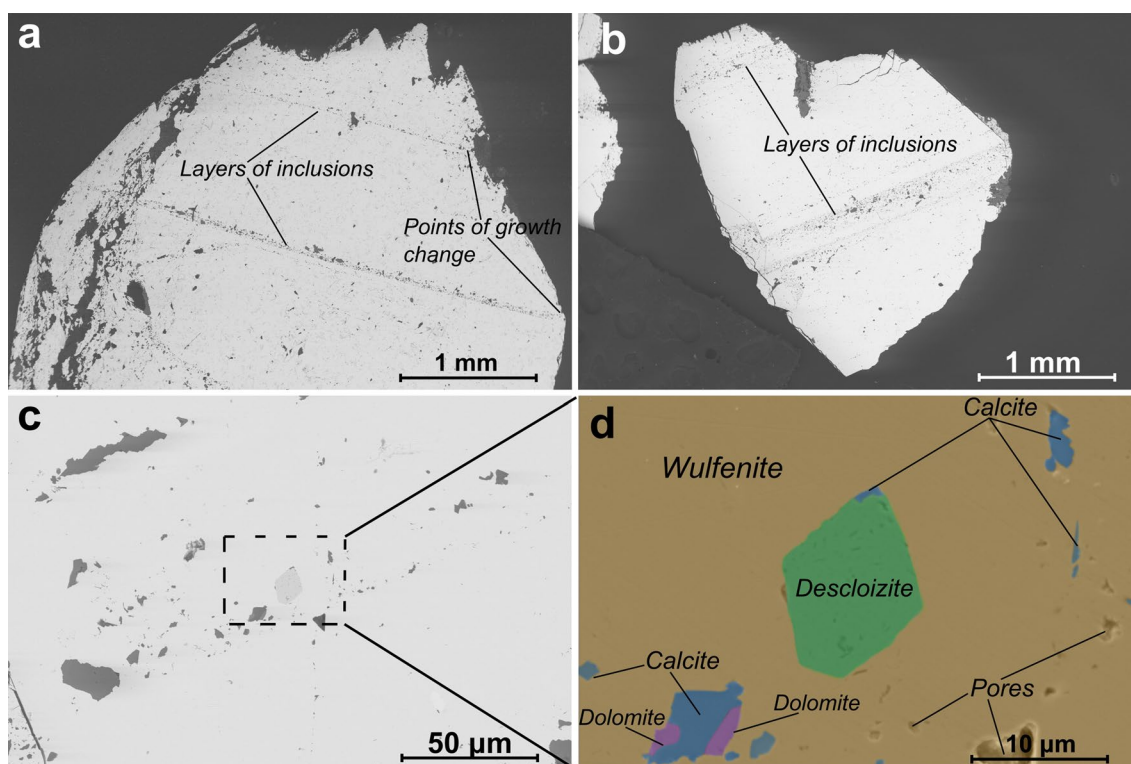 a
Layers of inclusions
Points of growth
change
1 mm
b
Layers of inclusions
1 mm
c
50 µm
d
Calcite
Wulfenite
Descloizite
Calcite
Dolomite
Dolomite
Pores
10 µm